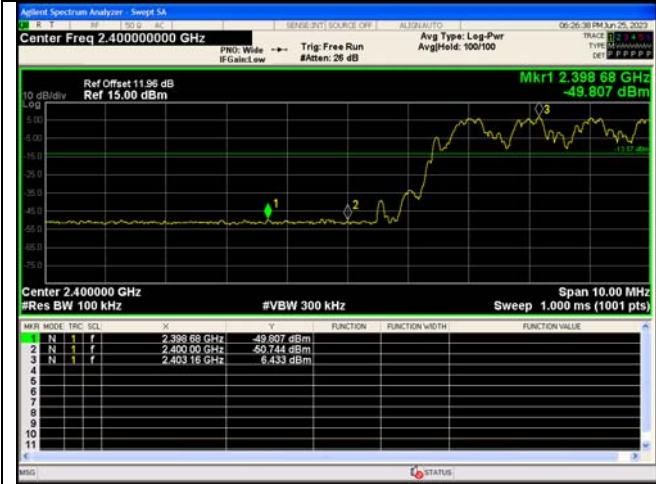 Agilent Spectrum Analyzer - Swept SA
R T RF 50 Ω AC SENSE:INT SOURCE OFF ALIGN AUTO 06:26:38 PM Jun 25, 2023
Center Freq 2.400000000 GHz
PNO: Wide
IFGain:Low
Trig: Free Run
#Atten: 26 dB
Avg Type: Log-Pwr
Avg|Hold: 100/100
TRACE 1 2 3 4 5 6
TYPE
DET P P P P P P
Mkr1 2.398 68 GHz
-49.807 dBm
Ref Offset 11.96 dB
10 dB/div Ref 15.00 dBm
Log
5.00
-5.00
-15.0
-25.0
-35.0
-45.0
-55.0
-65.0
-75.0
1
2
3
-13.57 dBm
Center 2.400000 GHz Span 10.00 MHz
#Res BW 100 kHz #VBW 300 kHz Sweep 1.000 ms (1001 pts)
MKR MODE TRC SCL X Y FUNCTION FUNCTION WIDTH FUNCTION VALUE
1 N 1 f 2.398 68 GHz -49.807 dBm
2 N 1 f 2.400 00 GHz -50.744 dBm
3 N 1 f 2.403 16 GHz 6.433 dBm
4
5
6
7
8
9
10
11
MSG STATUS